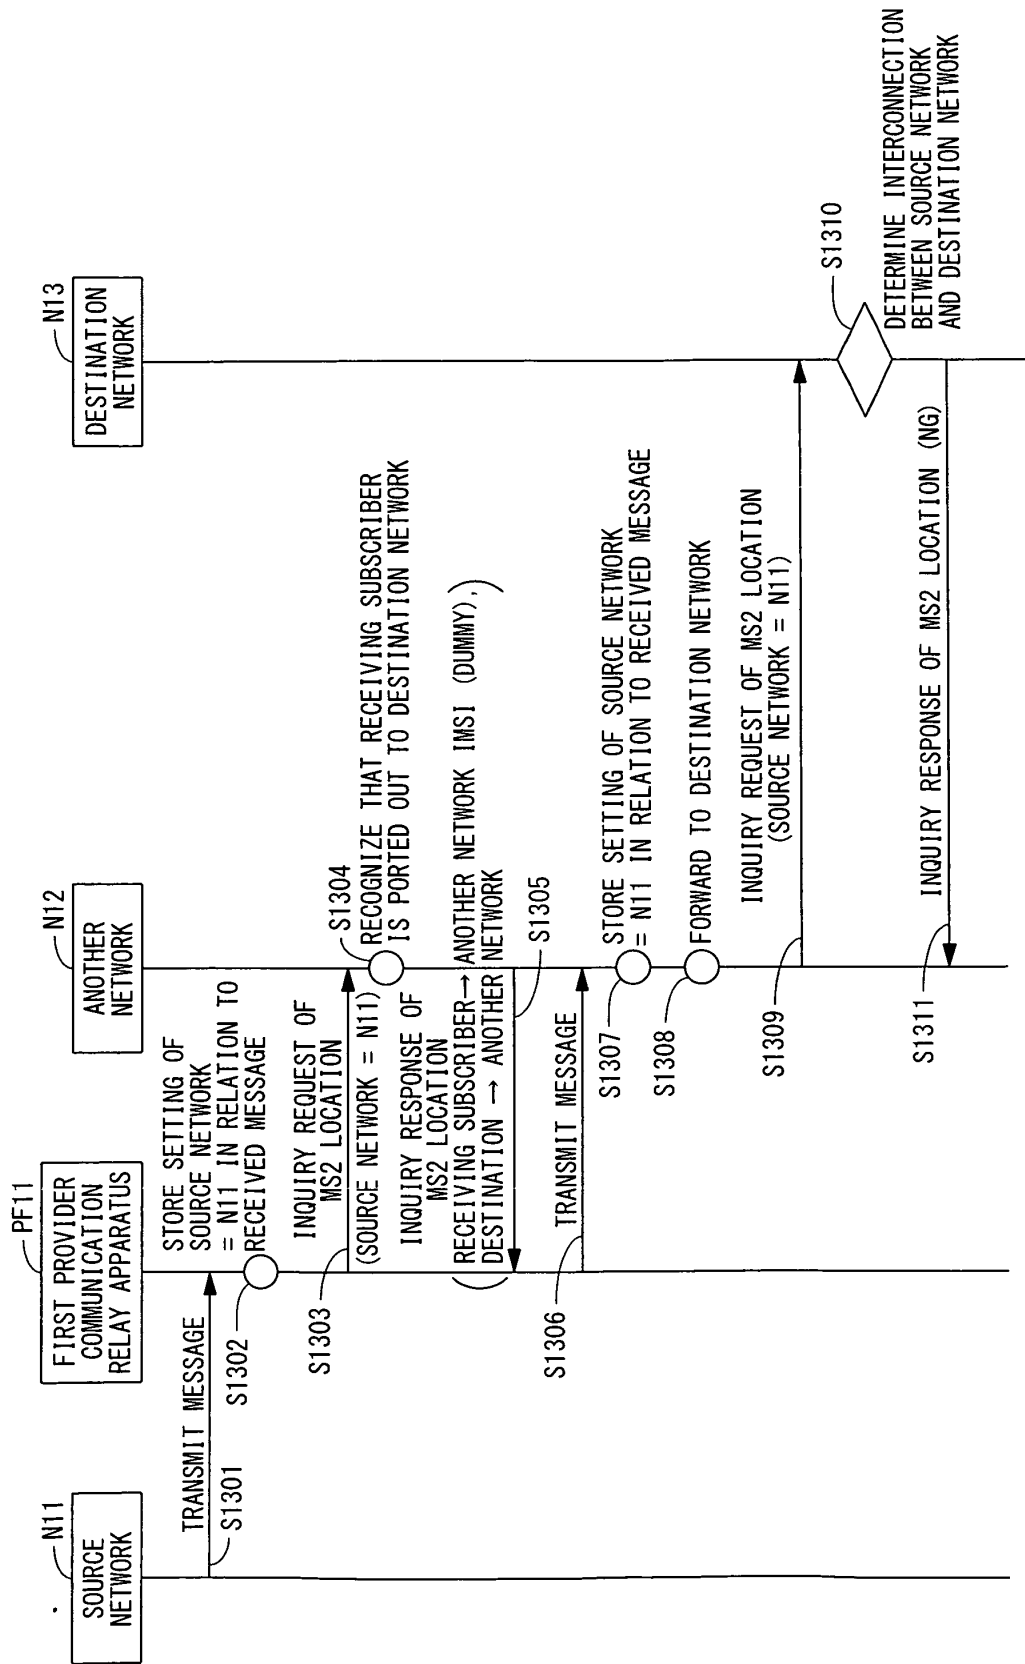 N11
SOURCE
NETWORK
PF11
FIRST PROVIDER
COMMUNICATION
RELAY APPARATUS
N12
ANOTHER
NETWORK
N13
DESTINATION
NETWORK
TRANSMIT MESSAGE
S1301
STORE SETTING OF
SOURCE NETWORK
= N11 IN RELATION TO
RECEIVED MESSAGE
S1302
INQUIRY REQUEST OF
MS2 LOCATION
(SOURCE NETWORK = N11)
S1303
S1304
RECOGNIZE THAT RECEIVING SUBSCRIBER
IS PORTED OUT TO DESTINATION NETWORK
INQUIRY RESPONSE OF
MS2 LOCATION
(RECEIVING SUBSCRIBER→ ANOTHER NETWORK IMSI (DUMMY),
DESTINATION → ANOTHER NETWORK)
S1305
TRANSMIT MESSAGE
S1306
STORE SETTING OF SOURCE NETWORK
= N11 IN RELATION TO RECEIVED MESSAGE
S1307
FORWARD TO DESTINATION NETWORK
S1308
INQUIRY REQUEST OF MS2 LOCATION
(SOURCE NETWORK = N11)
S1309
S1310
DETERMINE INTERCONNECTION
BETWEEN SOURCE NETWORK
AND DESTINATION NETWORK
INQUIRY RESPONSE OF MS2 LOCATION (NG)
S1311